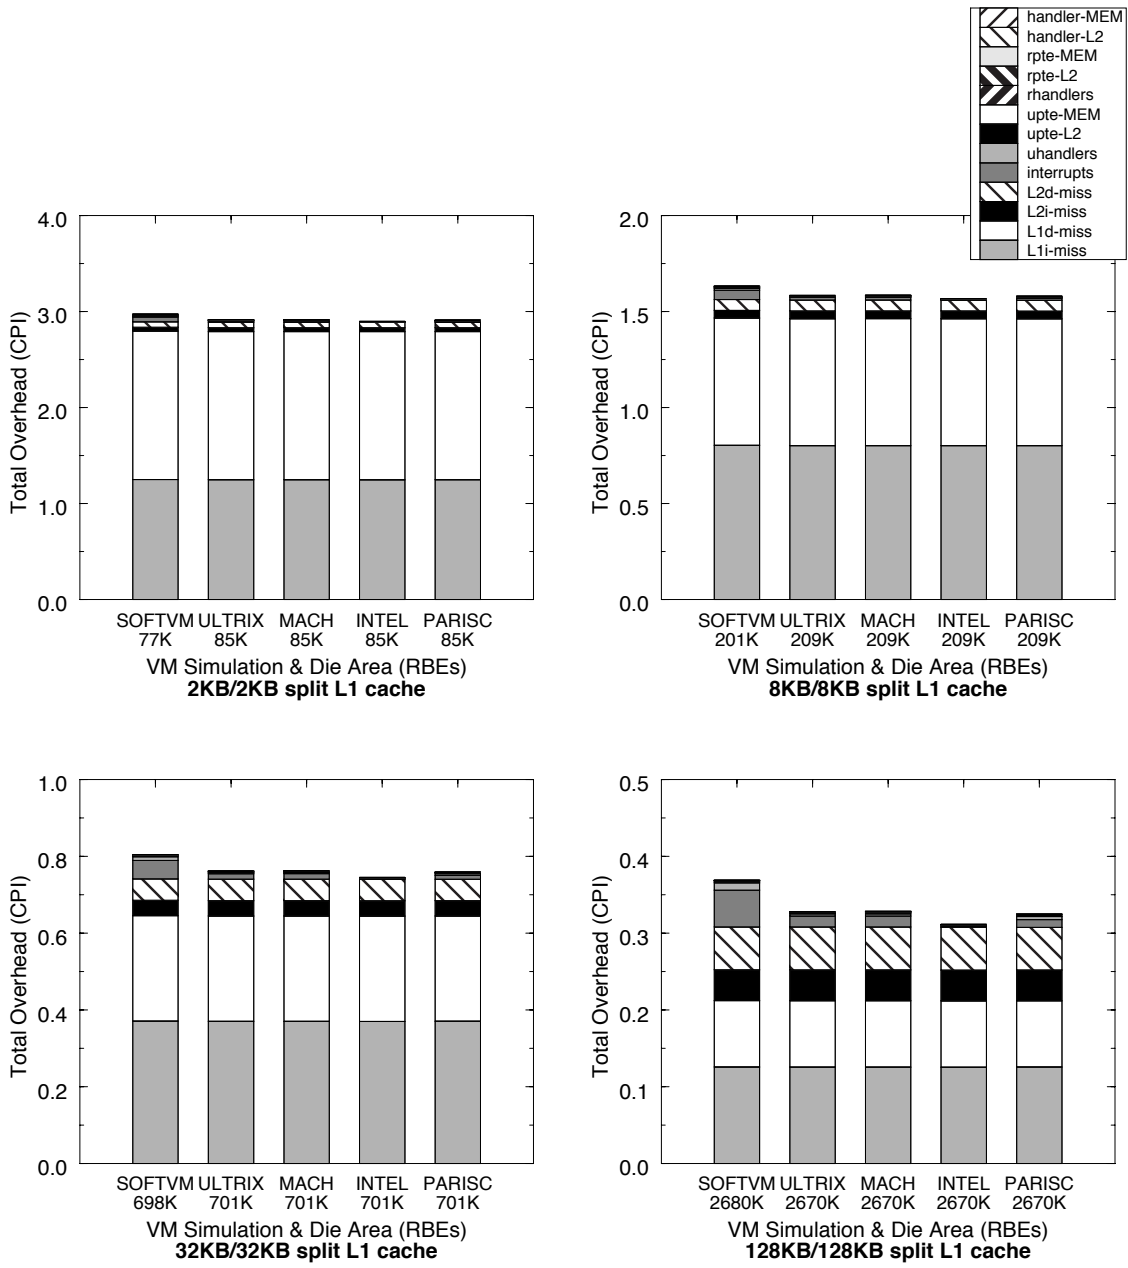 handler-MEM
handler-L2
rpte-MEM
rpte-L2
rhandlers
upte-MEM
upte-L2
uhandlers
interrupts
L2d-miss
L2i-miss
L1d-miss
L1i-miss
Total Overhead (CPI)
4.0
3.0
2.0
1.0
0.0
SOFTVM ULTRIX MACH INTEL PARISC
77K 85K 85K 85K 85K
VM Simulation & Die Area (RBEs)
2KB/2KB split L1 cache
Total Overhead (CPI)
2.0
1.5
1.0
0.5
0.0
SOFTVM ULTRIX MACH INTEL PARISC
201K 209K 209K 209K 209K
VM Simulation & Die Area (RBEs)
8KB/8KB split L1 cache
Total Overhead (CPI)
1.0
0.8
0.6
0.4
0.2
0.0
SOFTVM ULTRIX MACH INTEL PARISC
698K 701K 701K 701K 701K
VM Simulation & Die Area (RBEs)
32KB/32KB split L1 cache
Total Overhead (CPI)
0.5
0.4
0.3
0.2
0.1
0.0
SOFTVM ULTRIX MACH INTEL PARISC
2680K 2670K 2670K 2670K 2670K
VM Simulation & Die Area (RBEs)
128KB/128KB split L1 cache